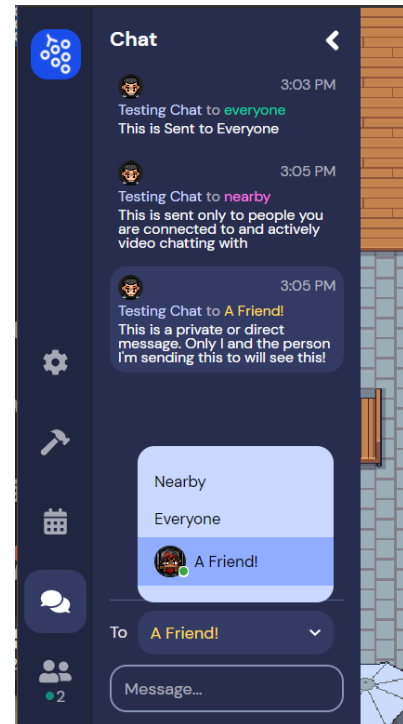 Chat
3:03 PM
Testing Chat to everyone
This is Sent to Everyone
3:05 PM
Testing Chat to nearby
This is sent only to people you
are connected to and actively
video chatting with
3:05 PM
Testing Chat to A Friend!
This is a private or direct
message. Only I and the person
I'm sending this to will see this!
Nearby
Everyone
A Friend!
To A Friend!
Message...
2